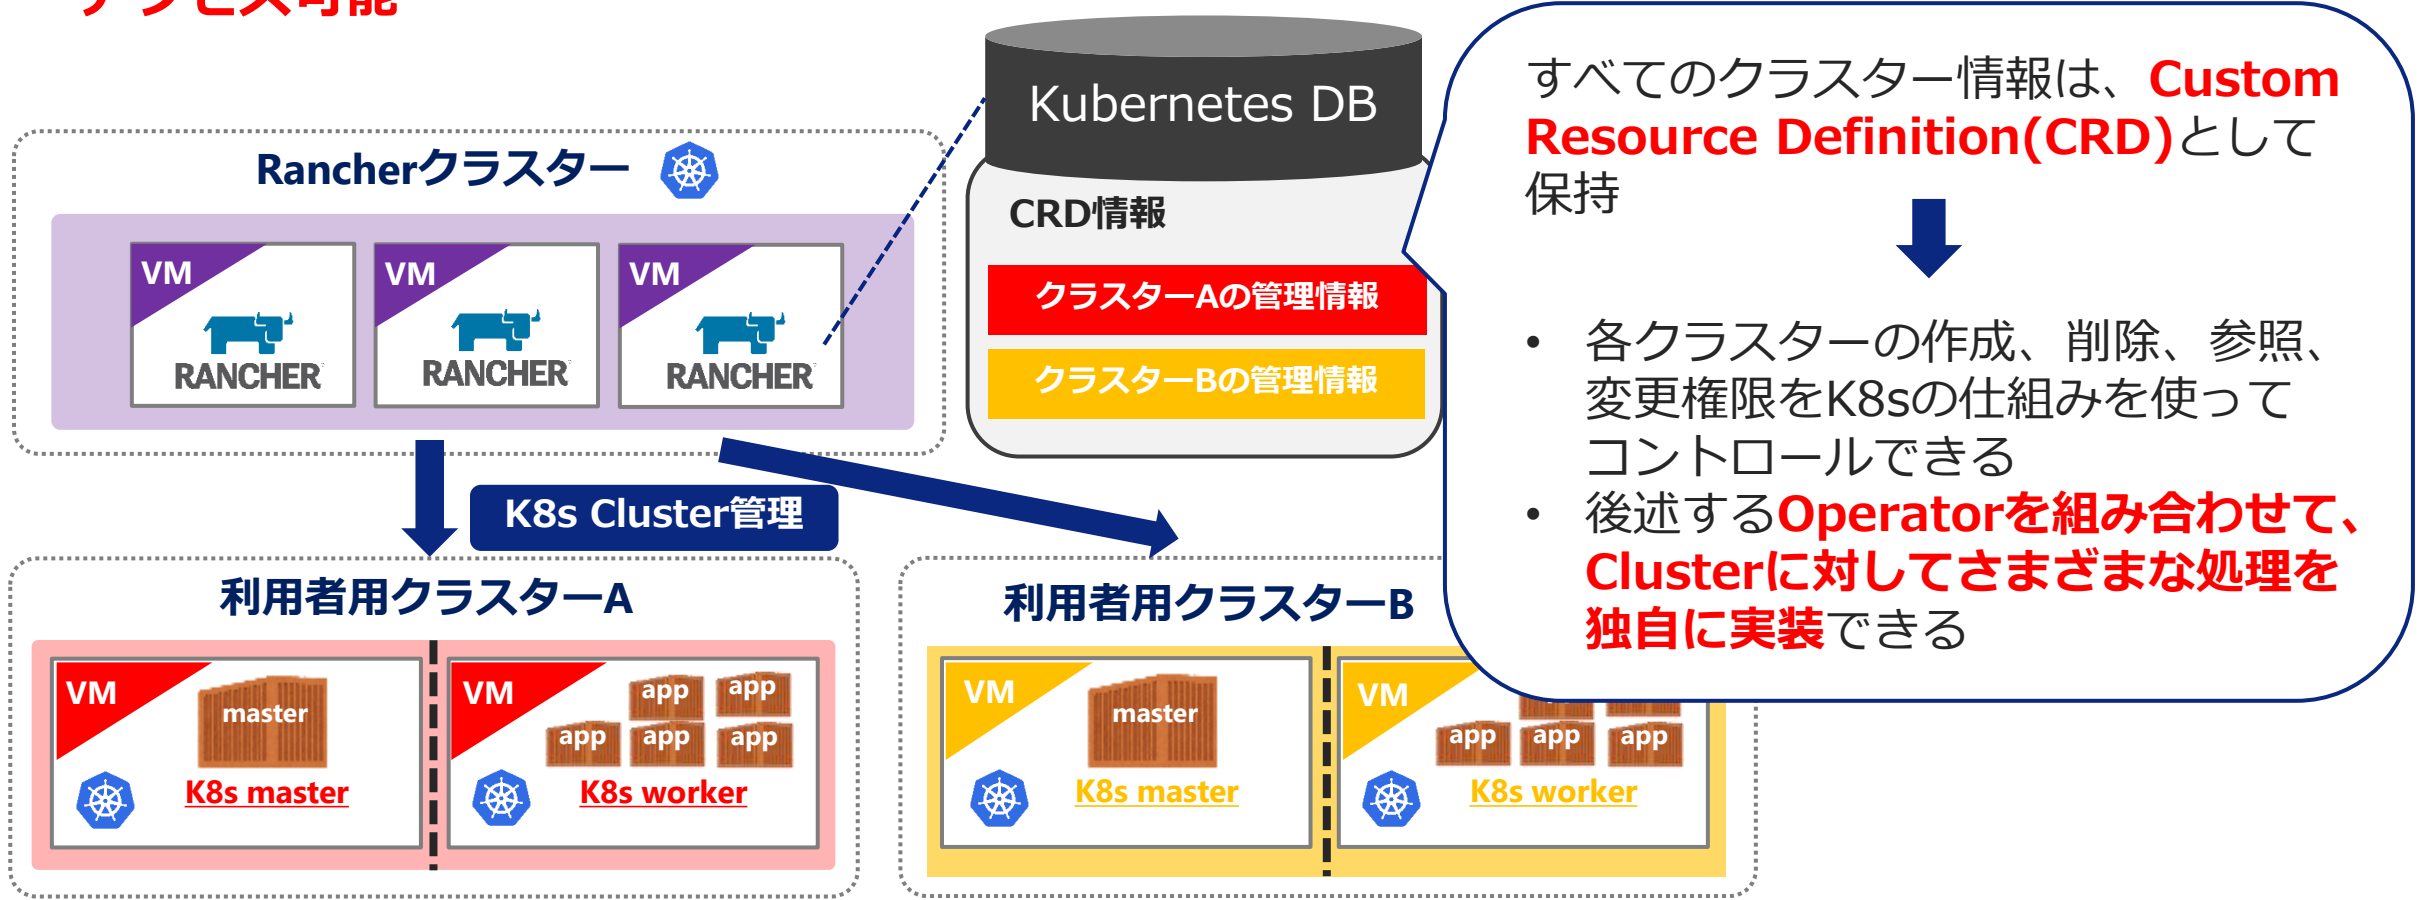 Rancherクラスター
VM
RANCHER
VM
RANCHER
VM
RANCHER
Kubernetes DB
CRD情報
クラスターAの管理情報
クラスターBの管理情報
すべてのクラスター情報は、Custom
Resource Definition(CRD)として
保持
• 各クラスターの作成、削除、参照、
変更権限をK8sの仕組みを使って
コントロールできる
• 後述するOperatorを組み合わせて、
Clusterに対してさまざまな処理を
独自に実装できる
K8s Cluster管理
利用者用クラスターA
VM
master
K8s master
VM
app
app
app
app
app
K8s worker
利用者用クラスターB
VM
master
K8s master
VM
app
app
app
K8s worker